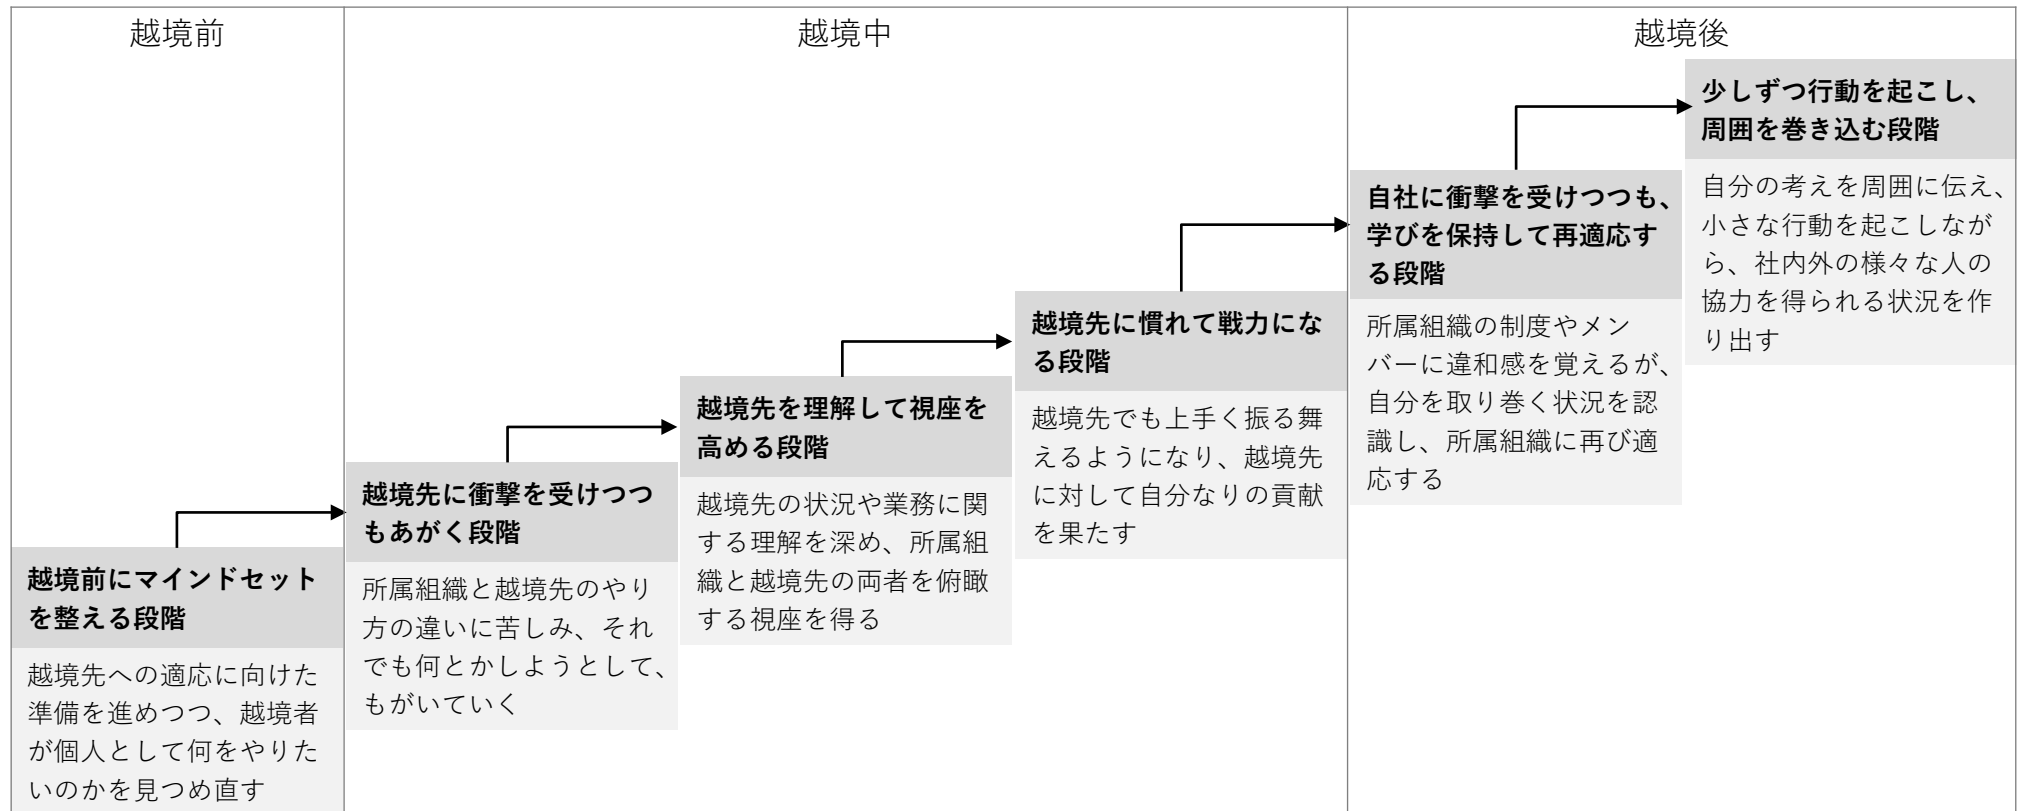 越境前
越境前にマインドセット
を整える段階
越境先への適応に向けた
準備を進めつつ、越境者
が個人として何をやりた
いのかを見つめ直す
越境中
越境先に衝撃を受けつつ
もあがく段階
所属組織と越境先のやり
方の違いに苦しみ、それ
でも何とかしようとして、
もがいていく
越境先を理解して視座を
高める段階
越境先の状況や業務に関
する理解を深め、所属組
織と越境先の両者を俯瞰
する視座を得る
越境先に慣れて戦力にな
る段階
越境先でも上手く振る舞
えるようになり、越境先
に対して自分なりの貢献
を果たす
越境後
自社に衝撃を受けつつも、
学びを保持して再適応す
る段階
所属組織の制度やメン
バーに違和感を覚えるが、
自分を取り巻く状況を認
識し、所属組織に再び適
応する
少しずつ行動を起こし、
周囲を巻き込む段階
自分の考えを周囲に伝え、
小さな行動を起こしなが
ら、社内外の様々な人の
協力を得られる状況を作
り出す